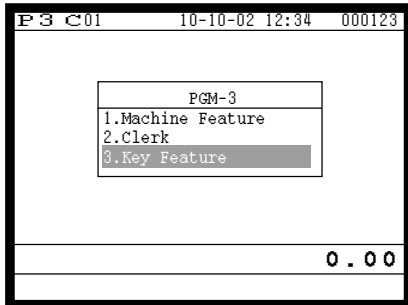 P3 C01 10-10-02 12:34 000123
PGM-3
1.Machine Feature
2.Clerk
3.Key Feature
0.00